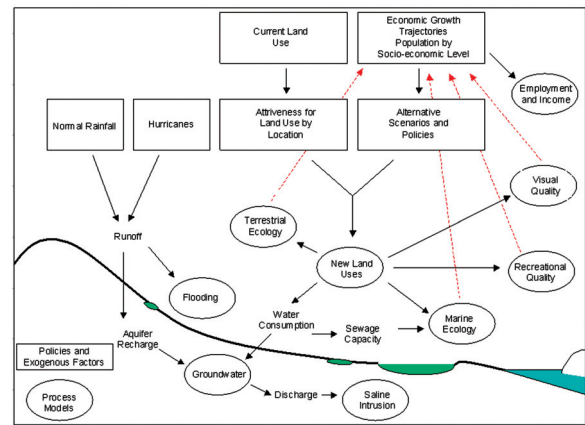 Current Land
Use
Economic Growth
Trajectories
Population by
Socio-economic Level
Employment
and Income
Normal Rainfall
Hurricanes
Attriveness for
Land Use by
Location
Alternative
Scenarios and
Policies
Visual
Quality
Terrestrial
Ecology
Runoff
New Land
Uses
Recreational
Quality
Flooding
Water
Consumption
Sewage
Capacity
Marine
Ecology
Aquifer
Recharge
Policies and
Exogenous Factors
Groundwater
Process
Models
Discharge
Saline
Intrusion